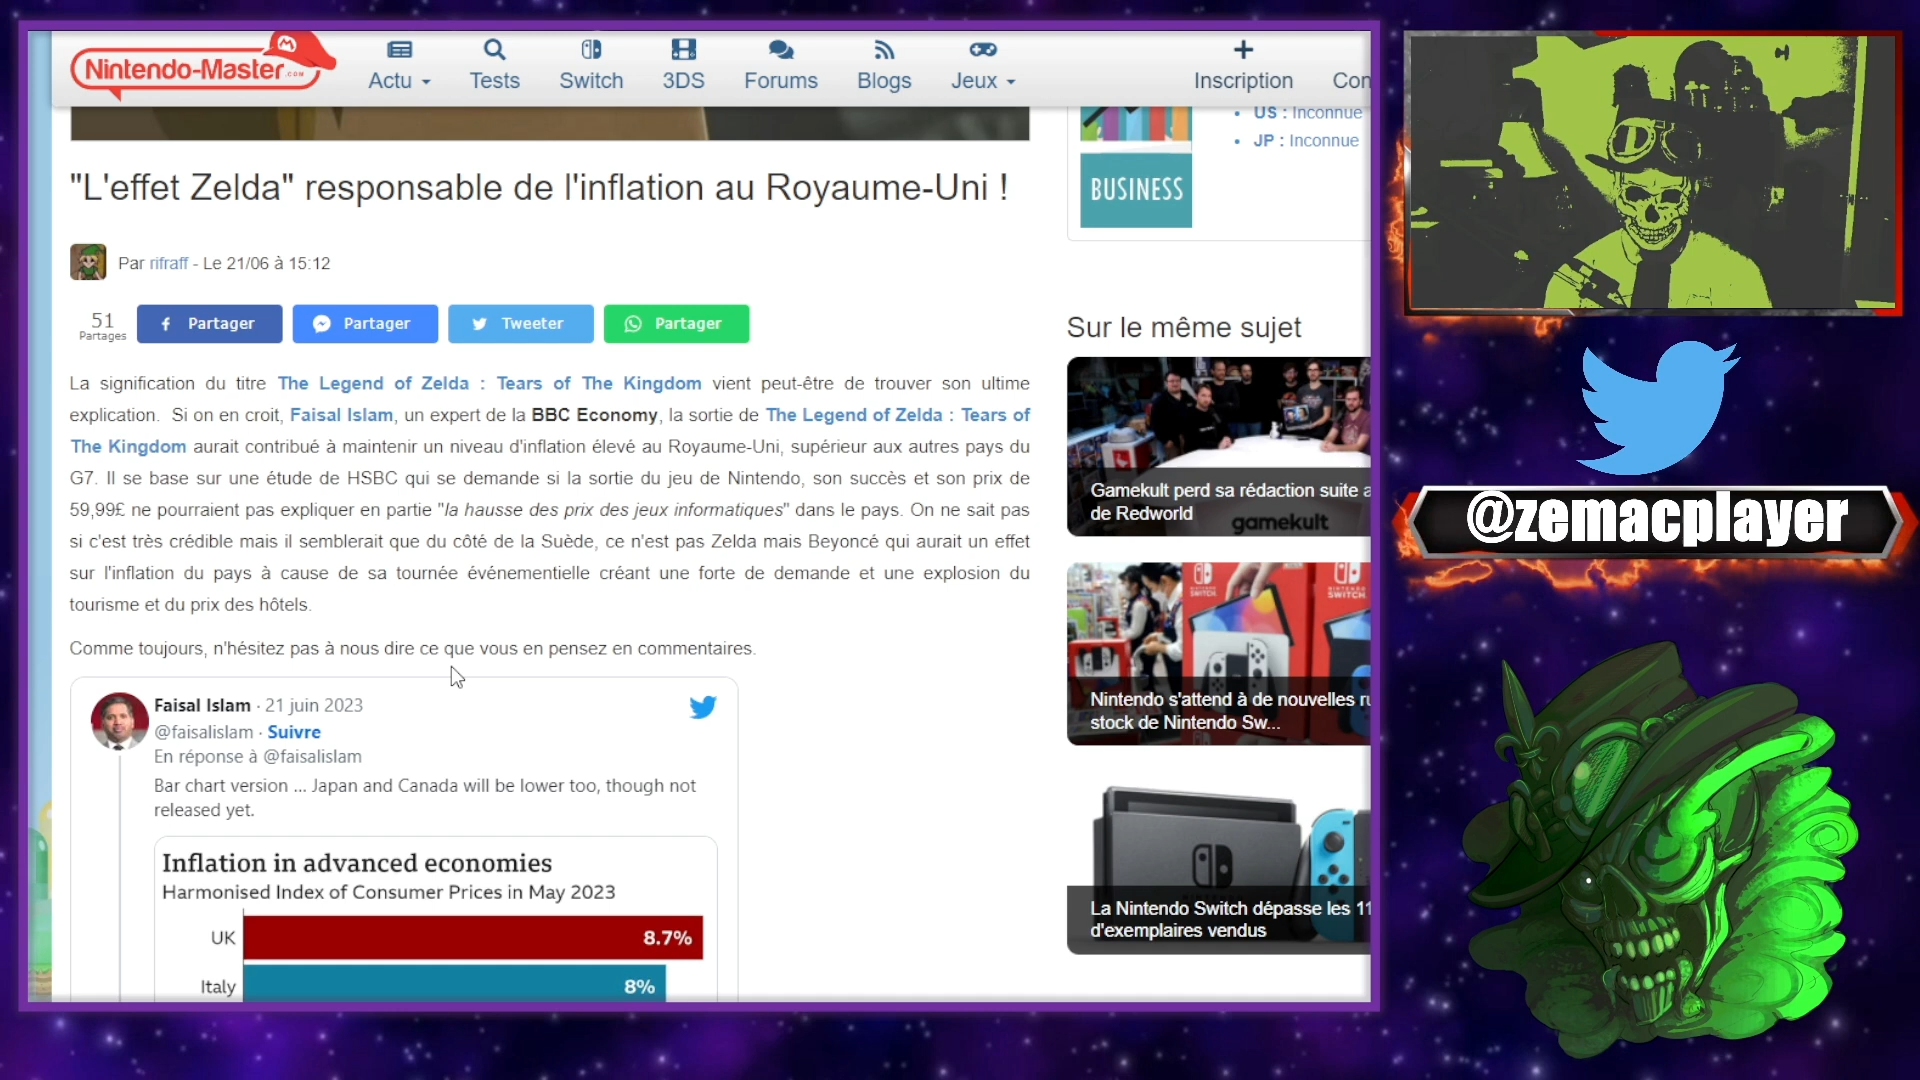 Nintendo-Master.com
Actu
Tests
Switch
3DS
Forums
Blogs
Jeux
Inscription
Con
US : Inconnue
JP : Inconnue
BUSINESS
"L'effet Zelda" responsable de l'inflation au Royaume-Uni !
Par rifraff - Le 21/06 à 15:12
51
Partages
Partager
Partager
Tweeter
Partager
La signification du titre The Legend of Zelda : Tears of The Kingdom vient peut-être de trouver son ultime
explication. Si on en croit, Faisal Islam, un expert de la BBC Economy, la sortie de The Legend of Zelda : Tears of
The Kingdom aurait contribué à maintenir un niveau d'inflation élevé au Royaume-Uni, supérieur aux autres pays du
G7. Il se base sur une étude de HSBC qui se demande si la sortie du jeu de Nintendo, son succès et son prix de
59,99£ ne pourraient pas expliquer en partie "la hausse des prix des jeux informatiques" dans le pays. On ne sait pas
si c'est très crédible mais il semblerait que du côté de la Suède, ce n'est pas Zelda mais Beyoncé qui aurait un effet
sur l'inflation du pays à cause de sa tournée événementielle créant une forte de demande et une explosion du
tourisme et du prix des hôtels.
Comme toujours, n'hésitez pas à nous dire ce que vous en pensez en commentaires.
Faisal Islam · 21 juin 2023
@faisalislam · Suivre
En réponse à @faisalislam
Bar chart version ... Japan and Canada will be lower too, though not
released yet.
Inflation in advanced economies
Harmonised Index of Consumer Prices in May 2023
UK 8.7%
Italy 8%
Sur le même sujet
Gamekult perd sa rédaction suite a
de Redworld
gamekult
NINTENDO
SWITCH
NINTENDO
SWITCH
Nintendo s'attend à de nouvelles ru
stock de Nintendo Sw...
La Nintendo Switch dépasse les 11
d'exemplaires vendus
@zemacplayer